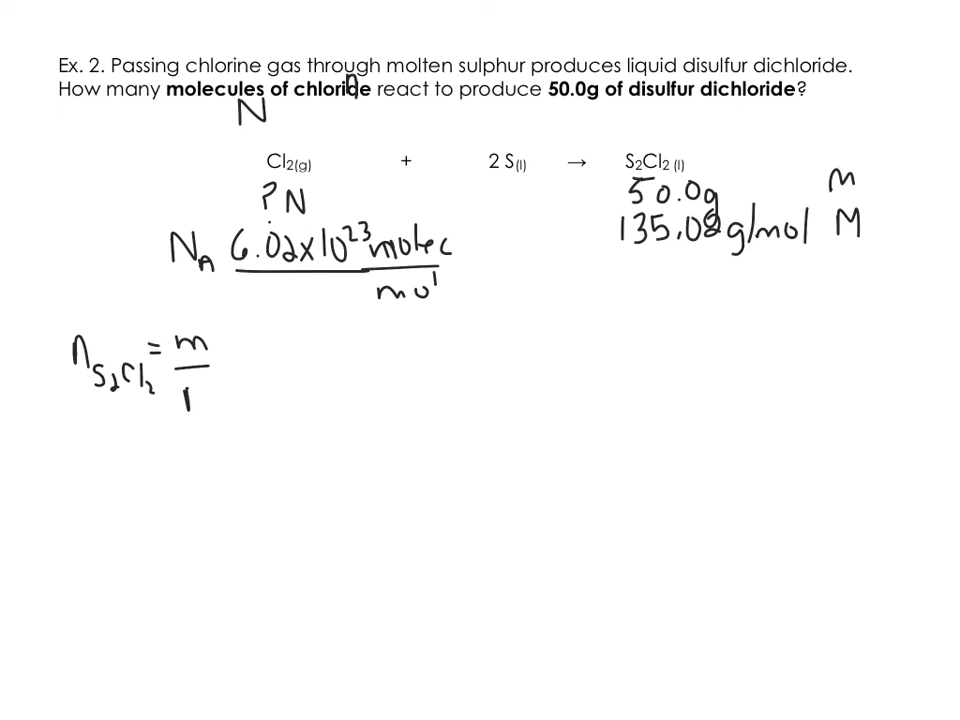 Ex. 2. Passing chlorine gas through molten sulphur produces liquid disulfur dichloride.
How many molecules of chlorine react to produce 50.0g of disulfur dichloride?
N
Cl2(g) + 2 S(l) → S2Cl2 (l)
? N 50.0g m
NA 6.02x10^23 molec 135.08 g/mol M
mol
nS2Cl2 = m